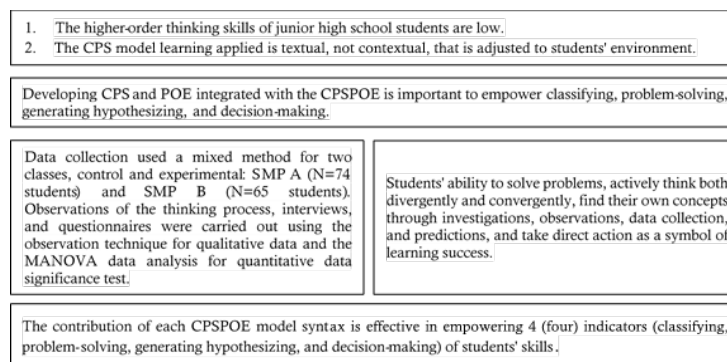 1. The higher-order thinking skills of junior high school students are low.
2. The CPS model learning applied is textual, not contextual, that is adjusted to students' environment.
Developing CPS and POE integrated with the CPSPOE is important to empower classifying, problem-solving,
generating hypothesizing, and decision-making.
Data collection used a mixed method for two
classes, control and experimental: SMP A (N=74
students) and SMP B (N=65 students).
Observations of the thinking process, interviews,
and questionnaires were carried out using the
observation technique for qualitative data and the
MANOVA data analysis for quantitative data
significance test.
Students' ability to solve problems, actively think both
divergently and convergently, find their own concepts
through investigations, observations, data collection,
and predictions, and take direct action as a symbol of
learning success.
The contribution of each CPSPOE model syntax is effective in empowering 4 (four) indicators (classifying,
problem-solving, generating hypothesizing, and decision-making) of students' skills.